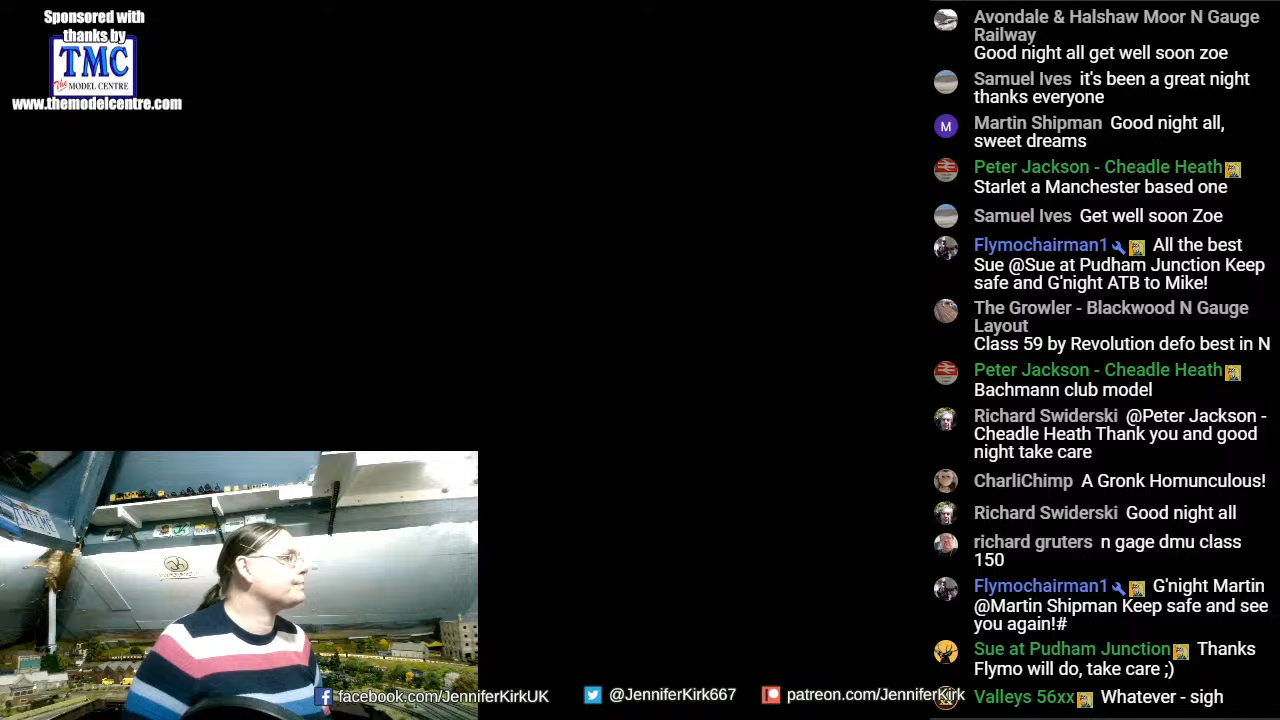 Sponsored with
thanks by
TMC
The MODEL CENTRE
www.themodelcentre.com
Avondale & Halshaw Moor N Gauge
Railway
Good night all get well soon zoe
Samuel Ives it's been a great night
thanks everyone
M Martin Shipman Good night all,
sweet dreams
Peter Jackson - Cheadle Heath
Starlet a Manchester based one
Samuel Ives Get well soon Zoe
Flymochairman1 All the best
Sue @Sue at Pudham Junction Keep
safe and G'night ATB to Mike!
The Growler - Blackwood N Gauge
Layout
Class 59 by Revolution defo best in N
Peter Jackson - Cheadle Heath
Bachmann club model
Richard Swiderski @Peter Jackson -
Cheadle Heath Thank you and good
night take care
CharliChimp A Gronk Homunculous!
Richard Swiderski Good night all
richard gruters n gage dmu class
150
Flymochairman1 G'night Martin
@Martin Shipman Keep safe and see
you again!#
Sue at Pudham Junction Thanks
Flymo will do, take care ;)
Valleys 56xx Whatever - sigh
facebook.com/JenniferKirkUK
@JenniferKirk667
patreon.com/JenniferKirk